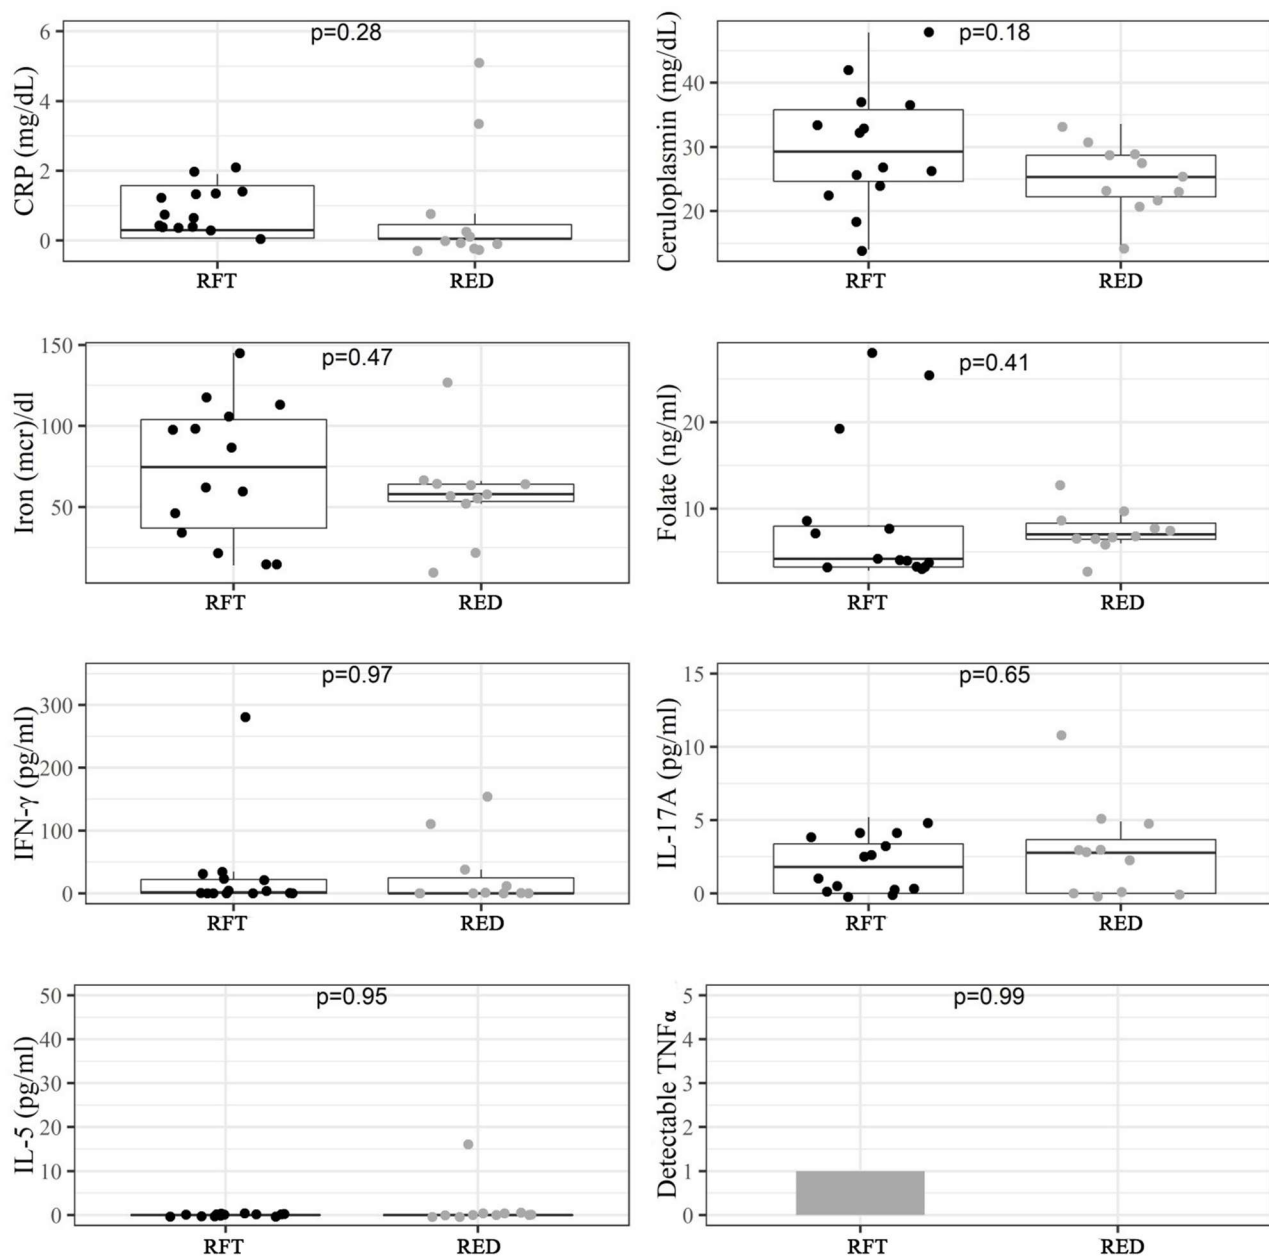 p=0.28
CRP (mg/dL)
6
4
2
0
RFT RED
p=0.18
Ceruloplasmin (mg/dL)
40
30
20
RFT RED
p=0.47
Iron (mcr)/dl
150
100
50
RFT RED
p=0.41
Folate (ng/ml)
20
10
RFT RED
p=0.97
IFN-γ (pg/ml)
300
200
100
0
RFT RED
p=0.65
IL-17A (pg/ml)
15
10
5
0
RFT RED
p=0.95
IL-5 (pg/ml)
50
40
30
20
10
0
RFT RED
p=0.99
Detectable TNFα
5
4
3
2
1
0
RFT RED